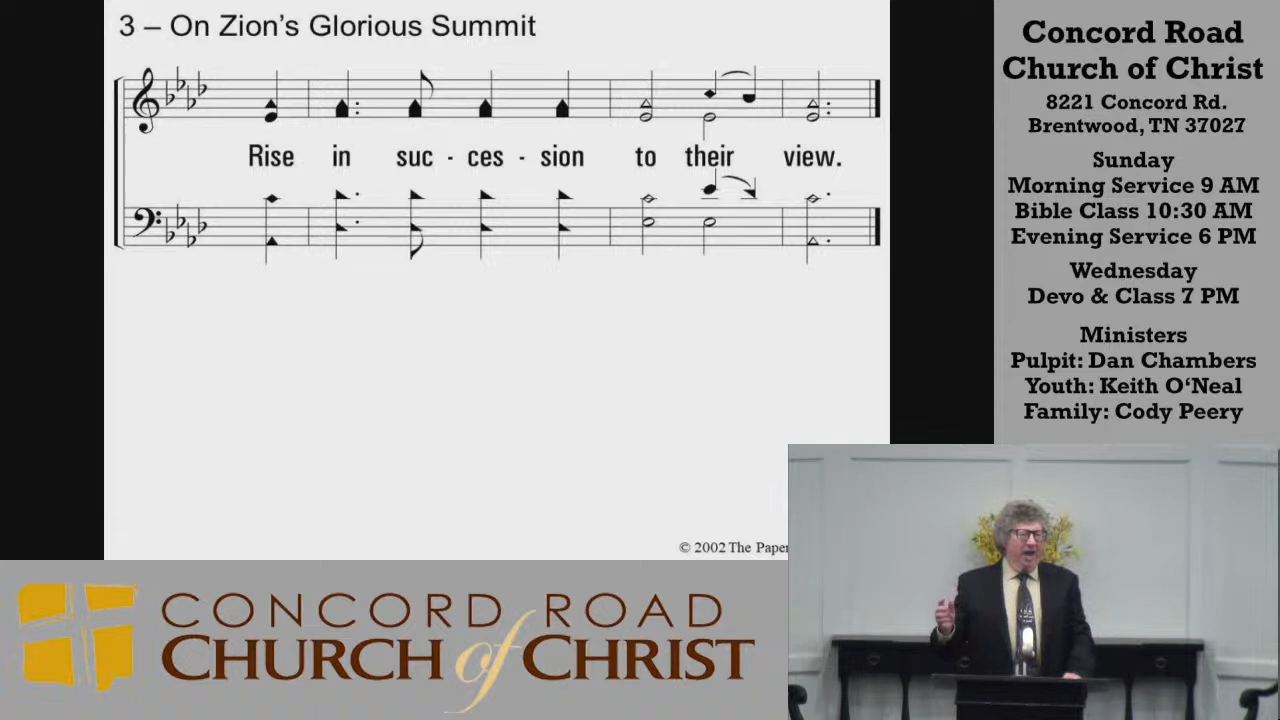 3 – On Zion's Glorious Summit
Rise in suc - ces - sion to their view.
© 2002 The Paper
Concord Road
Church of Christ
8221 Concord Rd.
Brentwood, TN 37027
Sunday
Morning Service 9 AM
Bible Class 10:30 AM
Evening Service 6 PM
Wednesday
Devo & Class 7 PM
Ministers
Pulpit: Dan Chambers
Youth: Keith O‘Neal
Family: Cody Peery
CONCORD ROAD
CHURCH of CHRIST